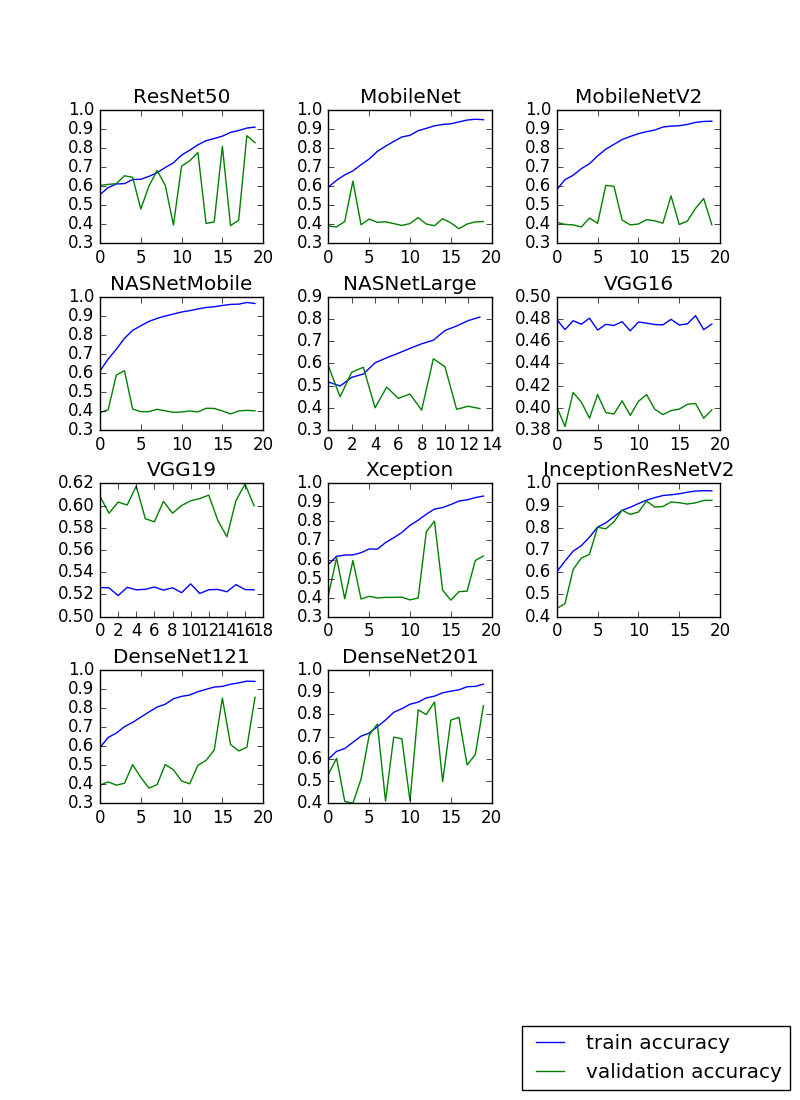 ResNet50 MobileNet MobileNetV2
1.0 1.0 1.0
0.9 0.9 0.9
0.8 0.8 0.8
0.7 0.7 0.7
0.6 0.6 0.6
0.5 0.5 0.5
0.4 0.4 0.4
0.3 0.3 0.3
0 5 10 15 20 0 5 10 15 20 0 5 10 15 20
NASNetMobile NASNetLarge VGG16
1.0 0.9 0.50
0.9 0.8 0.48
0.8 0.7 0.46
0.7 0.6 0.44
0.6 0.5 0.42
0.5 0.4 0.40
0.4 0.3 0.38
0.3
0 5 10 15 20 0 2 4 6 8 10 12 14 0 5 10 15 20
VGG19 Xception InceptionResNetV2
0.62 1.0 1.0
0.60 0.9 0.9
0.58 0.8 0.8
0.56 0.7 0.7
0.54 0.6 0.6
0.52 0.5 0.5
0.50 0.4 0.4
0.3
0 2 4 6 8 10 12 14 16 18 0 5 10 15 20 0 5 10 15 20
DenseNet121 DenseNet201
1.0 1.0
0.9 0.9
0.8 0.8
0.7 0.7
0.6 0.6
0.5 0.5
0.4 0.4
0.3
0 5 10 15 20 0 5 10 15 20
train accuracy
validation accuracy